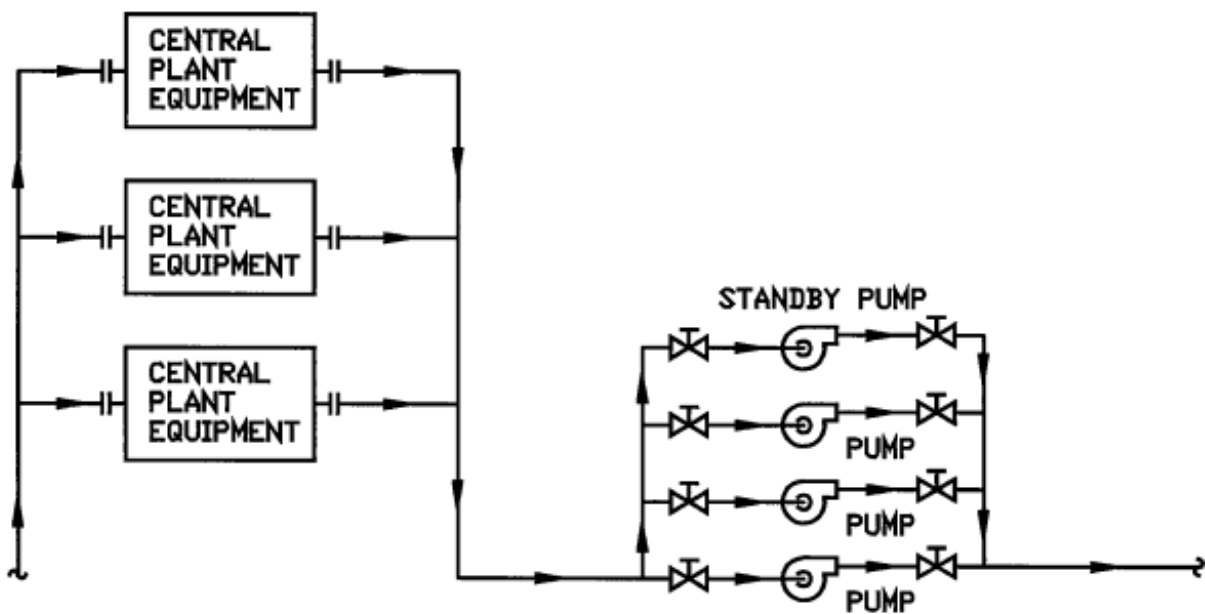 CENTRAL
PLANT
EQUIPMENT
CENTRAL
PLANT
EQUIPMENT
CENTRAL
PLANT
EQUIPMENT
STANDBY PUMP
PUMP
PUMP
PUMP